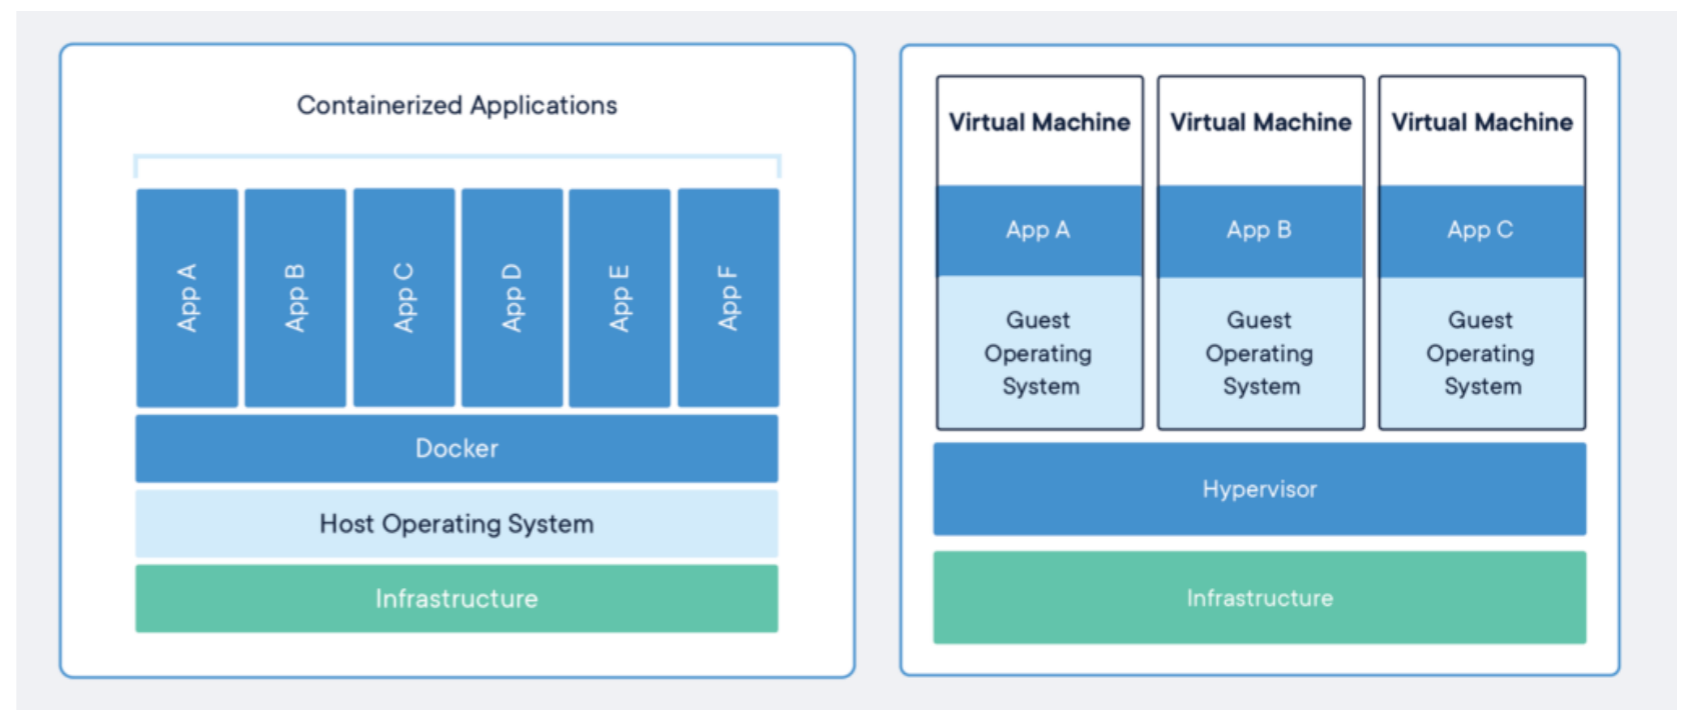 Containerized Applications
App A
App B
App C
App D
App E
App F
Docker
Host Operating System
Infrastructure
Virtual Machine
App A
Guest
Operating
System
Virtual Machine
App B
Guest
Operating
System
Virtual Machine
App C
Guest
Operating
System
Hypervisor
Infrastructure